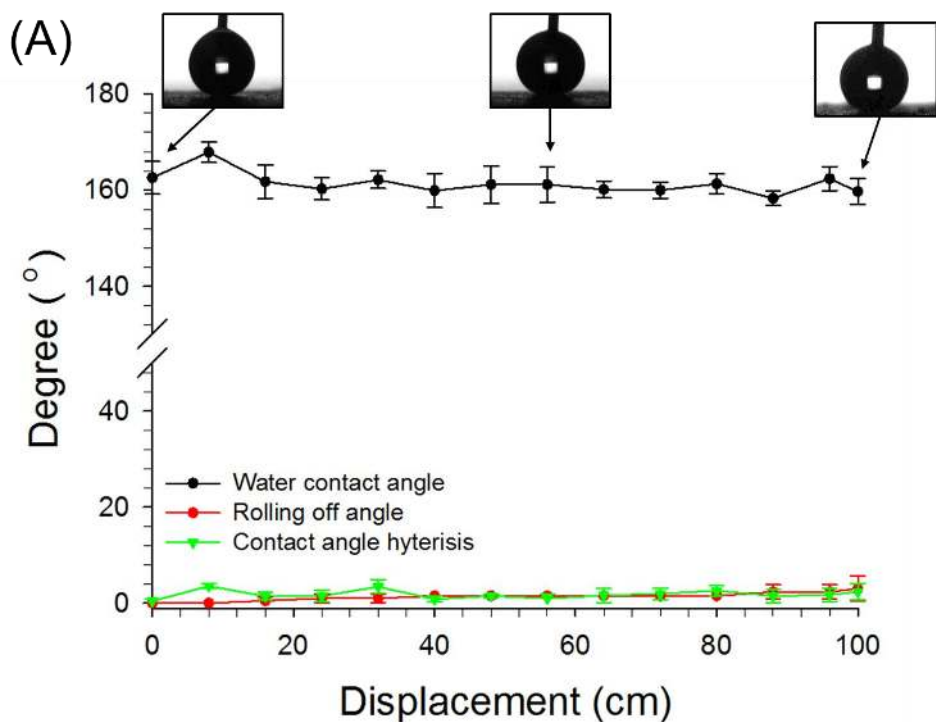 (A)
180
160
140
40
20
0
Degree (°)
Water contact angle
Rolling off angle
Contact angle hyterisis
0 20 40 60 80 100
Displacement (cm)